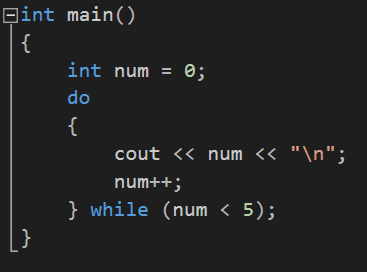 int main()
{
    int num = 0;
    do
    {
        cout << num << "\n";
        num++;
    } while (num < 5);
}